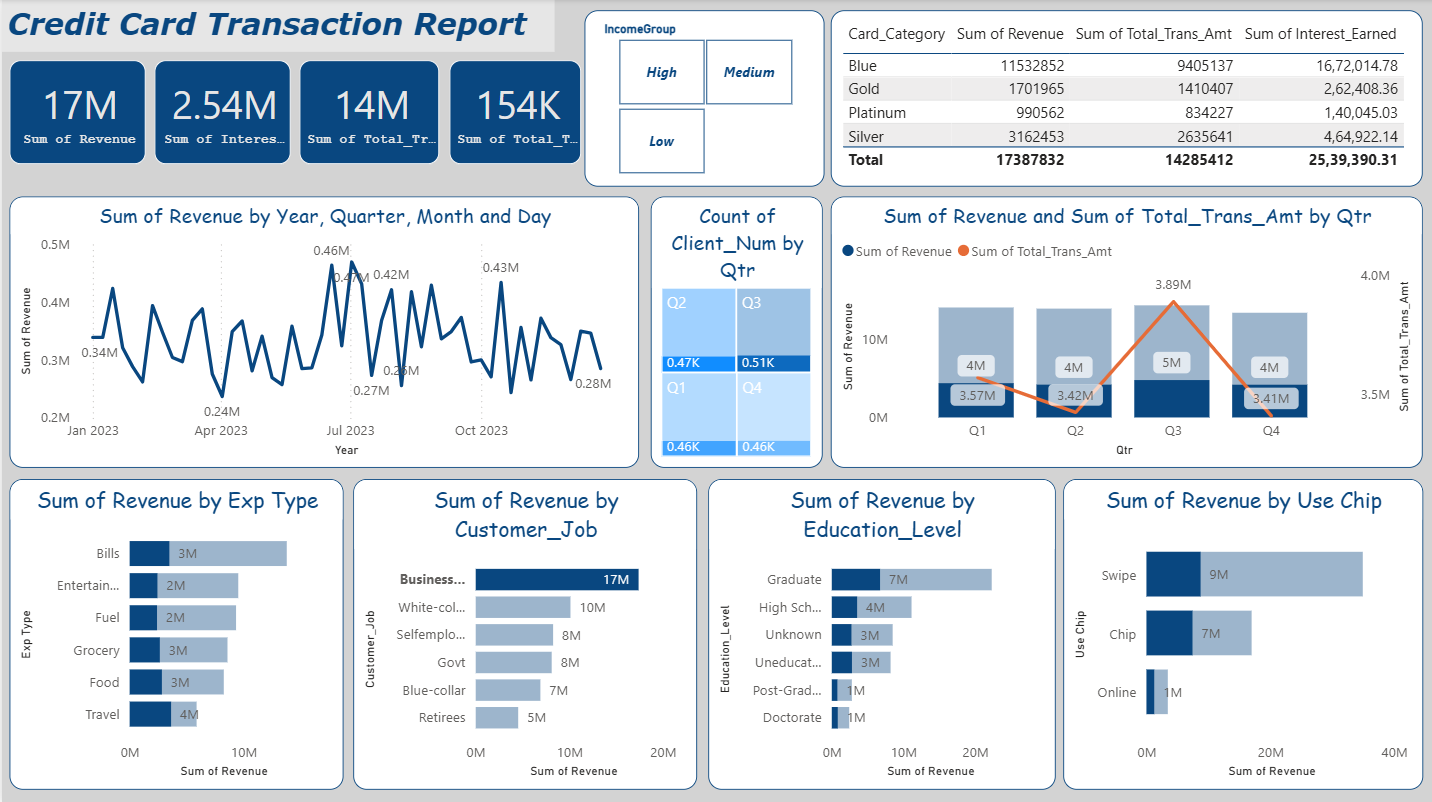 Credit Card Transaction Report
17M
Sum of Revenue
2.54M
Sum of Interes…
14M
Sum of Total_Tr…
154K
Sum of Total_T…
IncomeGroup
High
Medium
Low
Card_Category Sum of Revenue Sum of Total_Trans_Amt Sum of Interest_Earned
Blue 11532852 9405137 16,72,014.78
Gold 1701965 1410407 2,62,408.36
Platinum 990562 834227 1,40,045.03
Silver 3162453 2635641 4,64,922.14
Total 17387832 14285412 25,39,390.31
Sum of Revenue by Year, Quarter, Month and Day
Sum of Revenue
0.5M
0.4M
0.3M
0.2M
0.34M
0.24M
0.46M
0.47M
0.27M
0.42M
0.26M
0.43M
0.28M
Jan 2023
Apr 2023
Jul 2023
Oct 2023
Year
Count of
Client_Num by
Qtr
Q2
0.47K
Q3
0.51K
Q1
0.46K
Q4
0.46K
Sum of Revenue and Sum of Total_Trans_Amt by Qtr
Sum of Revenue Sum of Total_Trans_Amt
Sum of Revenue
10M
0M
4M
3.57M
4M
3.42M
3.89M
5M
4M
3.41M
4.0M
3.5M
Sum of Total_Trans_Amt
Q1
Q2
Q3
Q4
Qtr
Sum of Revenue by Exp Type
Exp Type
Bills 3M
Entertain… 2M
Fuel 2M
Grocery 3M
Food 3M
Travel 4M
0M 10M
Sum of Revenue
Sum of Revenue by
Customer_Job
Customer_Job
Business… 17M
White-col… 10M
Selfemplo… 8M
Govt 8M
Blue-collar 7M
Retirees 5M
0M 10M 20M
Sum of Revenue
Sum of Revenue by
Education_Level
Education_Level
Graduate 7M
High Sch… 4M
Unknown 3M
Uneducat… 3M
Post-Grad… 1M
Doctorate 1M
0M 10M 20M
Sum of Revenue
Sum of Revenue by Use Chip
Use Chip
Swipe 9M
Chip 7M
Online 1M
0M 20M 40M
Sum of Revenue